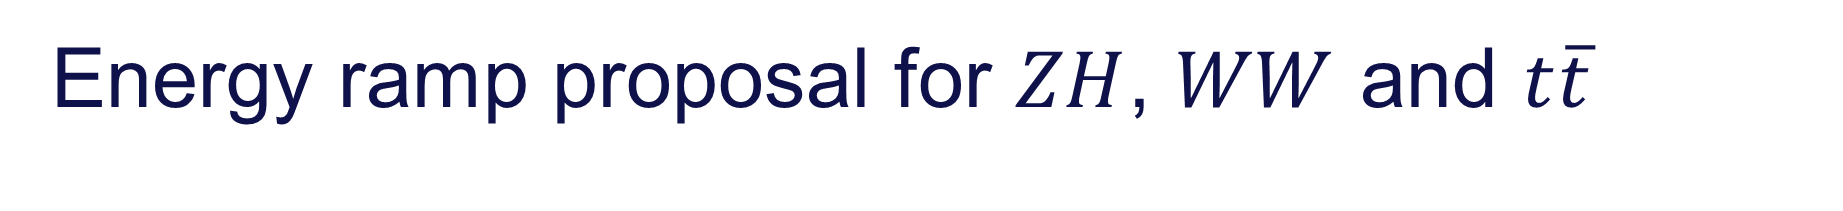 Energy ramp proposal for 𝑍𝐻, 𝑊𝑊 and 𝑡𝑡̅